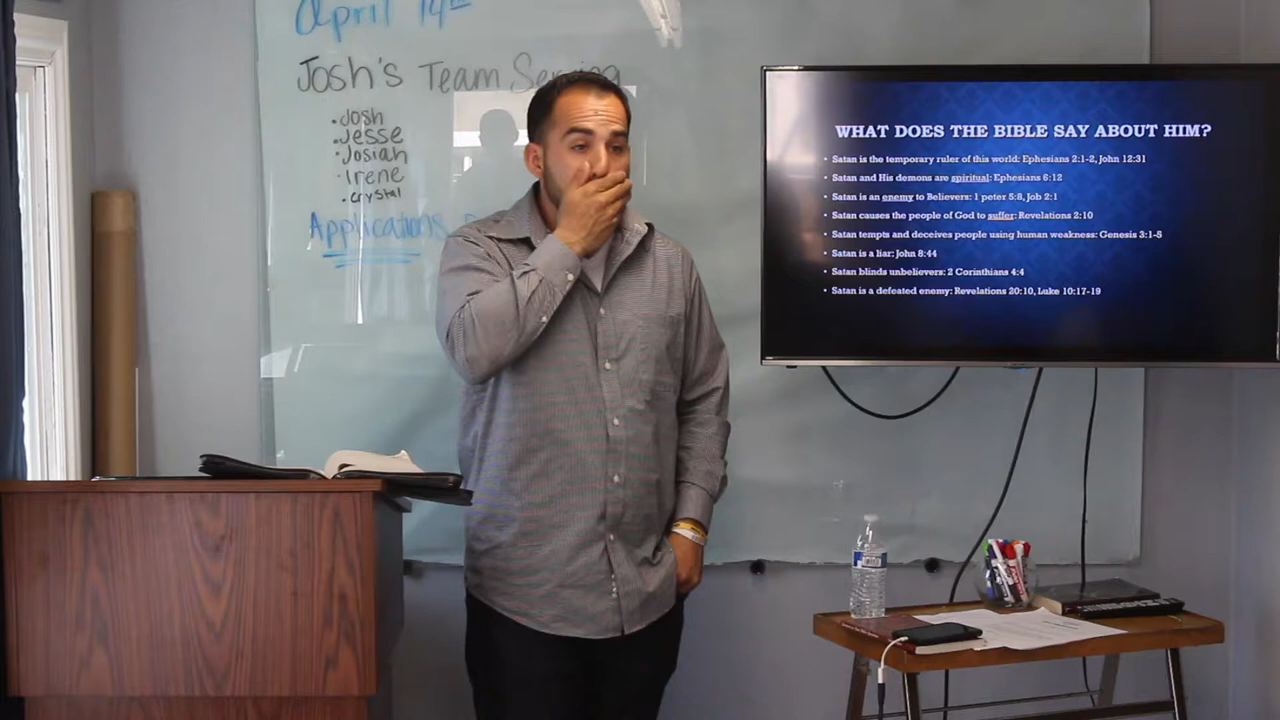 April 14th
Josh's Team Serving
• Josh
• Jesse
• Josiah
• Irene
• Crystal
Applications
WHAT DOES THE BIBLE SAY ABOUT HIM?
• Satan is the temporary ruler of this world: Ephesians 2:1-2, John 12:31
• Satan and His demons are spiritual: Ephesians 6:12
• Satan is an enemy to Believers: 1 peter 5:8, Job 2:1
• Satan causes the people of God to suffer: Revelations 2:10
• Satan tempts and deceives people using human weakness: Genesis 3:1-5
• Satan is a liar: John 8:44
• Satan blinds unbelievers: 2 Corinthians 4:4
• Satan is a defeated enemy: Revelations 20:10, Luke 10:17-19